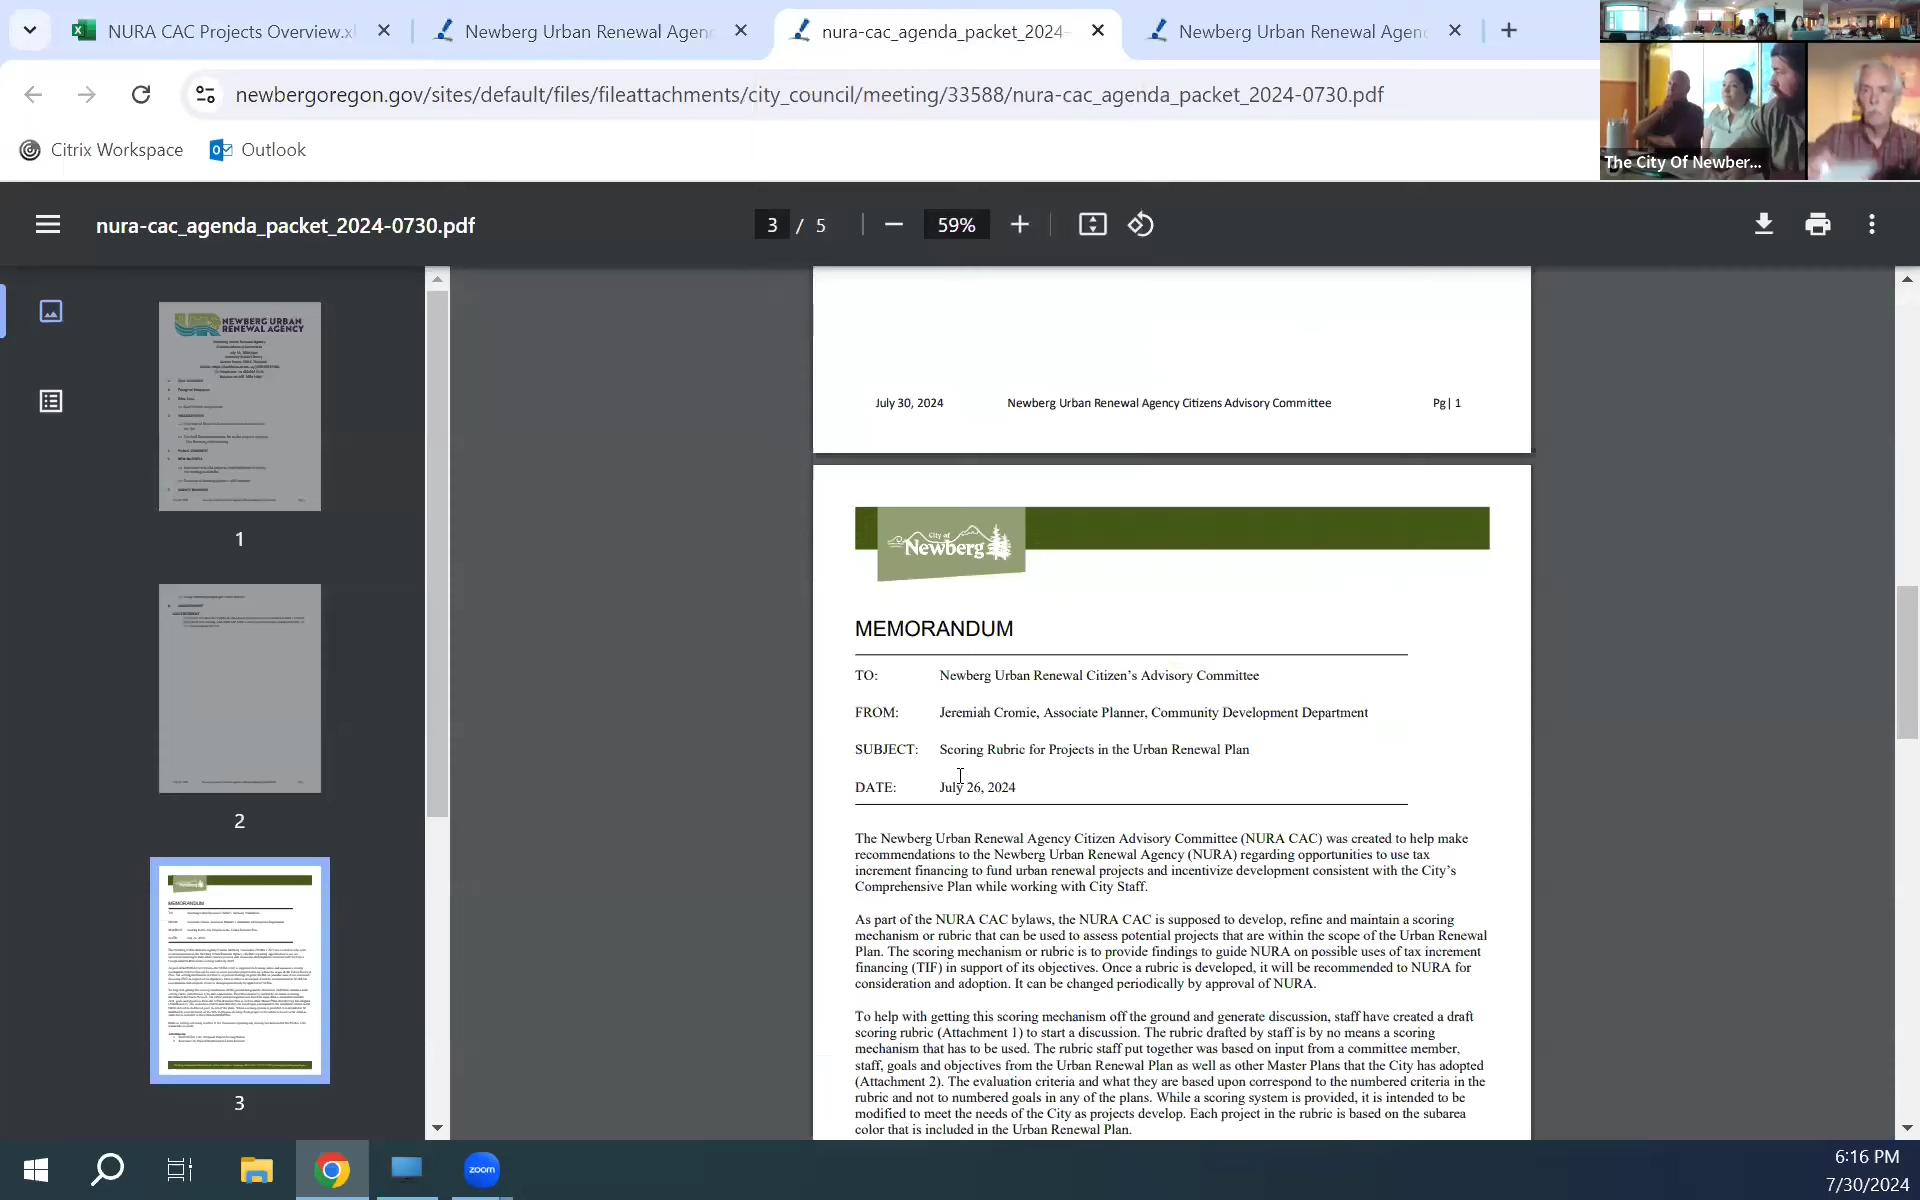 NURA CAC Projects Overview.xl
Newberg Urban Renewal Agen
nura-cac_agenda_packet_2024-
Newberg Urban Renewal Agen
newbergoregon.gov/sites/default/files/fileattachments/city_council/meeting/33588/nura-cac_agenda_packet_2024-0730.pdf
Citrix Workspace
Outlook
The City Of Newber...
nura-cac_agenda_packet_2024-0730.pdf
3 / 5
59%
NEWBERG URBAN
RENEWAL AGENCY
1
2
MEMORANDUM
3
July 30, 2024 Newberg Urban Renewal Agency Citizens Advisory Committee Pg| 1
City of
Newberg
MEMORANDUM
TO: Newberg Urban Renewal Citizen’s Advisory Committee
FROM: Jeremiah Cromie, Associate Planner, Community Development Department
SUBJECT: Scoring Rubric for Projects in the Urban Renewal Plan
DATE: July 26, 2024
The Newberg Urban Renewal Agency Citizen Advisory Committee (NURA CAC) was created to help make
recommendations to the Newberg Urban Renewal Agency (NURA) regarding opportunities to use tax
increment financing to fund urban renewal projects and incentivize development consistent with the City’s
Comprehensive Plan while working with City Staff.
As part of the NURA CAC bylaws, the NURA CAC is supposed to develop, refine and maintain a scoring
mechanism or rubric that can be used to assess potential projects that are within the scope of the Urban Renewal
Plan. The scoring mechanism or rubric is to provide findings to guide NURA on possible uses of tax increment
financing (TIF) in support of its objectives. Once a rubric is developed, it will be recommended to NURA for
consideration and adoption. It can be changed periodically by approval of NURA.
To help with getting this scoring mechanism off the ground and generate discussion, staff have created a draft
scoring rubric (Attachment 1) to start a discussion. The rubric drafted by staff is by no means a scoring
mechanism that has to be used. The rubric staff put together was based on input from a committee member,
staff, goals and objectives from the Urban Renewal Plan as well as other Master Plans that the City has adopted
(Attachment 2). The evaluation criteria and what they are based upon correspond to the numbered criteria in the
rubric and not to numbered goals in any of the plans. While a scoring system is provided, it is intended to be
modified to meet the needs of the City as projects develop. Each project in the rubric is based on the subarea
color that is included in the Urban Renewal Plan.
zoom
6:16 PM
7/30/2024